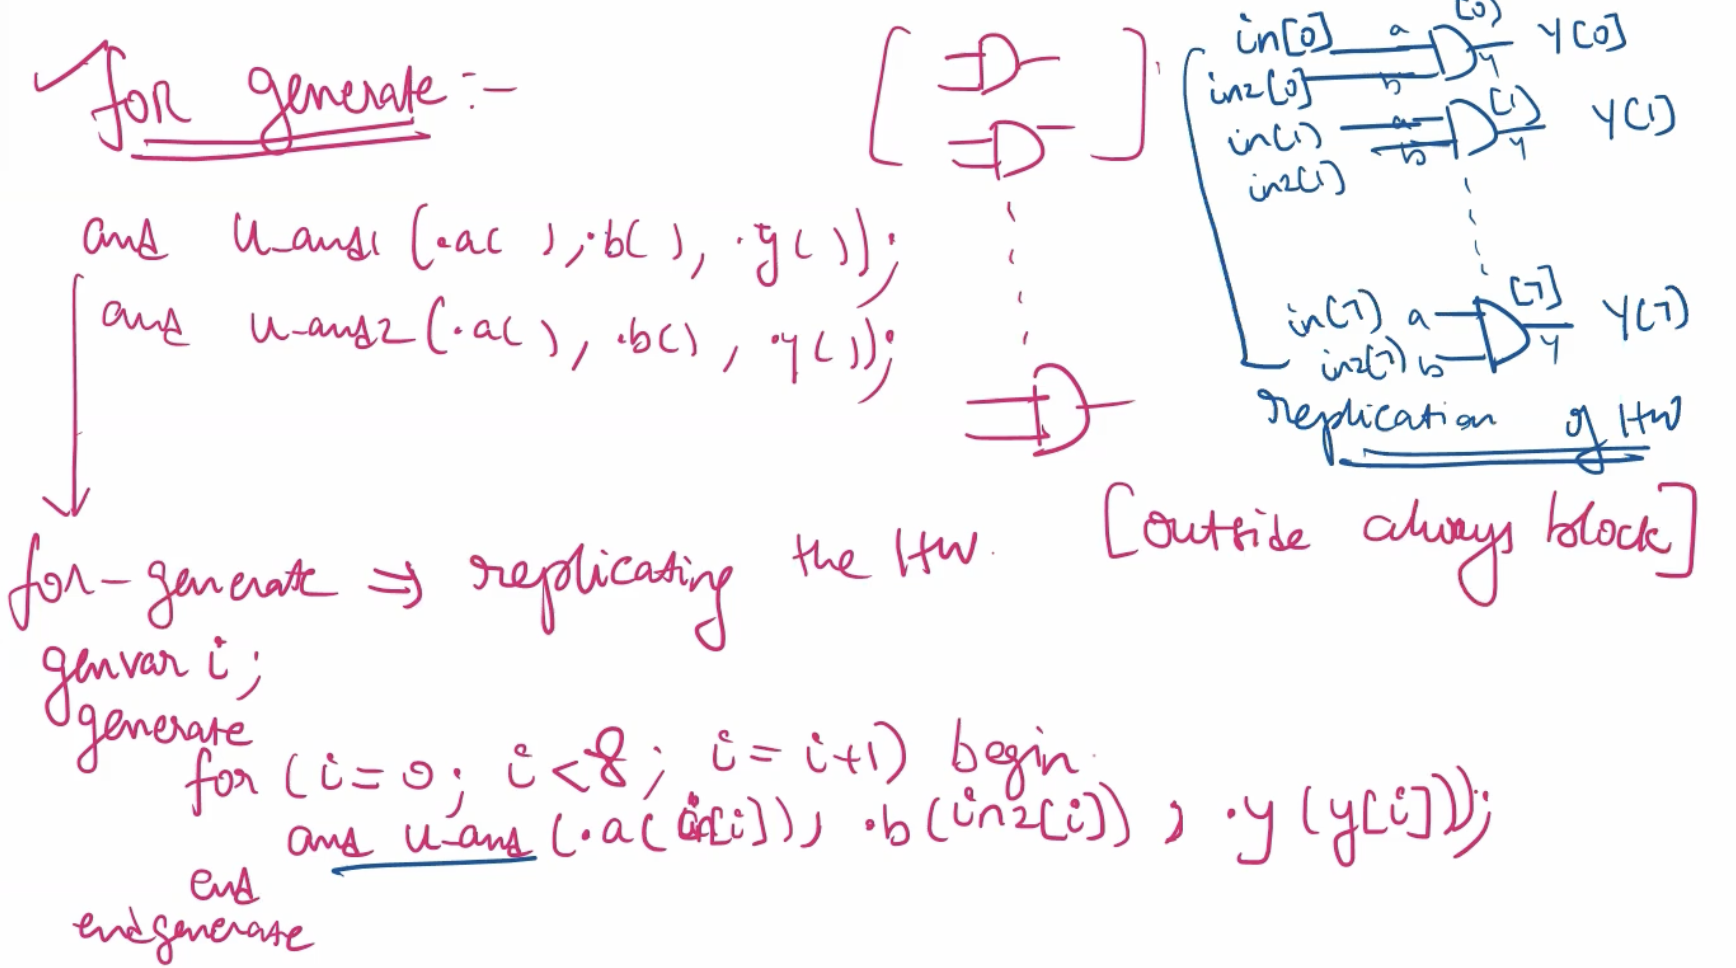 for generate :-
and u_and1 (.a( ), .b( ), .y( ));
and u_and2 (.a( ), .b( ), .y( ));
in[0] a [0] y[0]
in2[0] b y
in[1] a [1] y[1]
in2[1] b y
in[7] a [7] y[7]
in2[7] b y
replication of HW
for-generate ⇒ replicating the HW. [outside always block]
genvar i;
generate
for (i=0; i<8; i=i+1) begin
and u_and (.a(in[i]), .b(in2[i]), .y(y[i]));
end
endgenerate